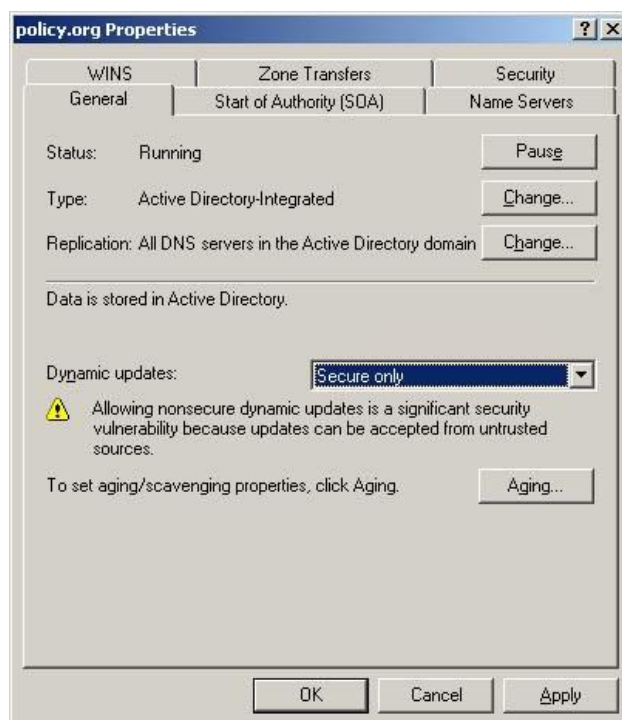 policy.org Properties
WINS
Zone Transfers
Security
General
Start of Authority (SOA)
Name Servers
Status: Running
Pause
Type: Active Directory-Integrated
Change...
Replication: All DNS servers in the Active Directory domain
Change...
Data is stored in Active Directory.
Dynamic updates: Secure only
Allowing nonsecure dynamic updates is a significant security
vulnerability because updates can be accepted from untrusted
sources.
To set aging/scavenging properties, click Aging.
Aging...
OK
Cancel
Apply